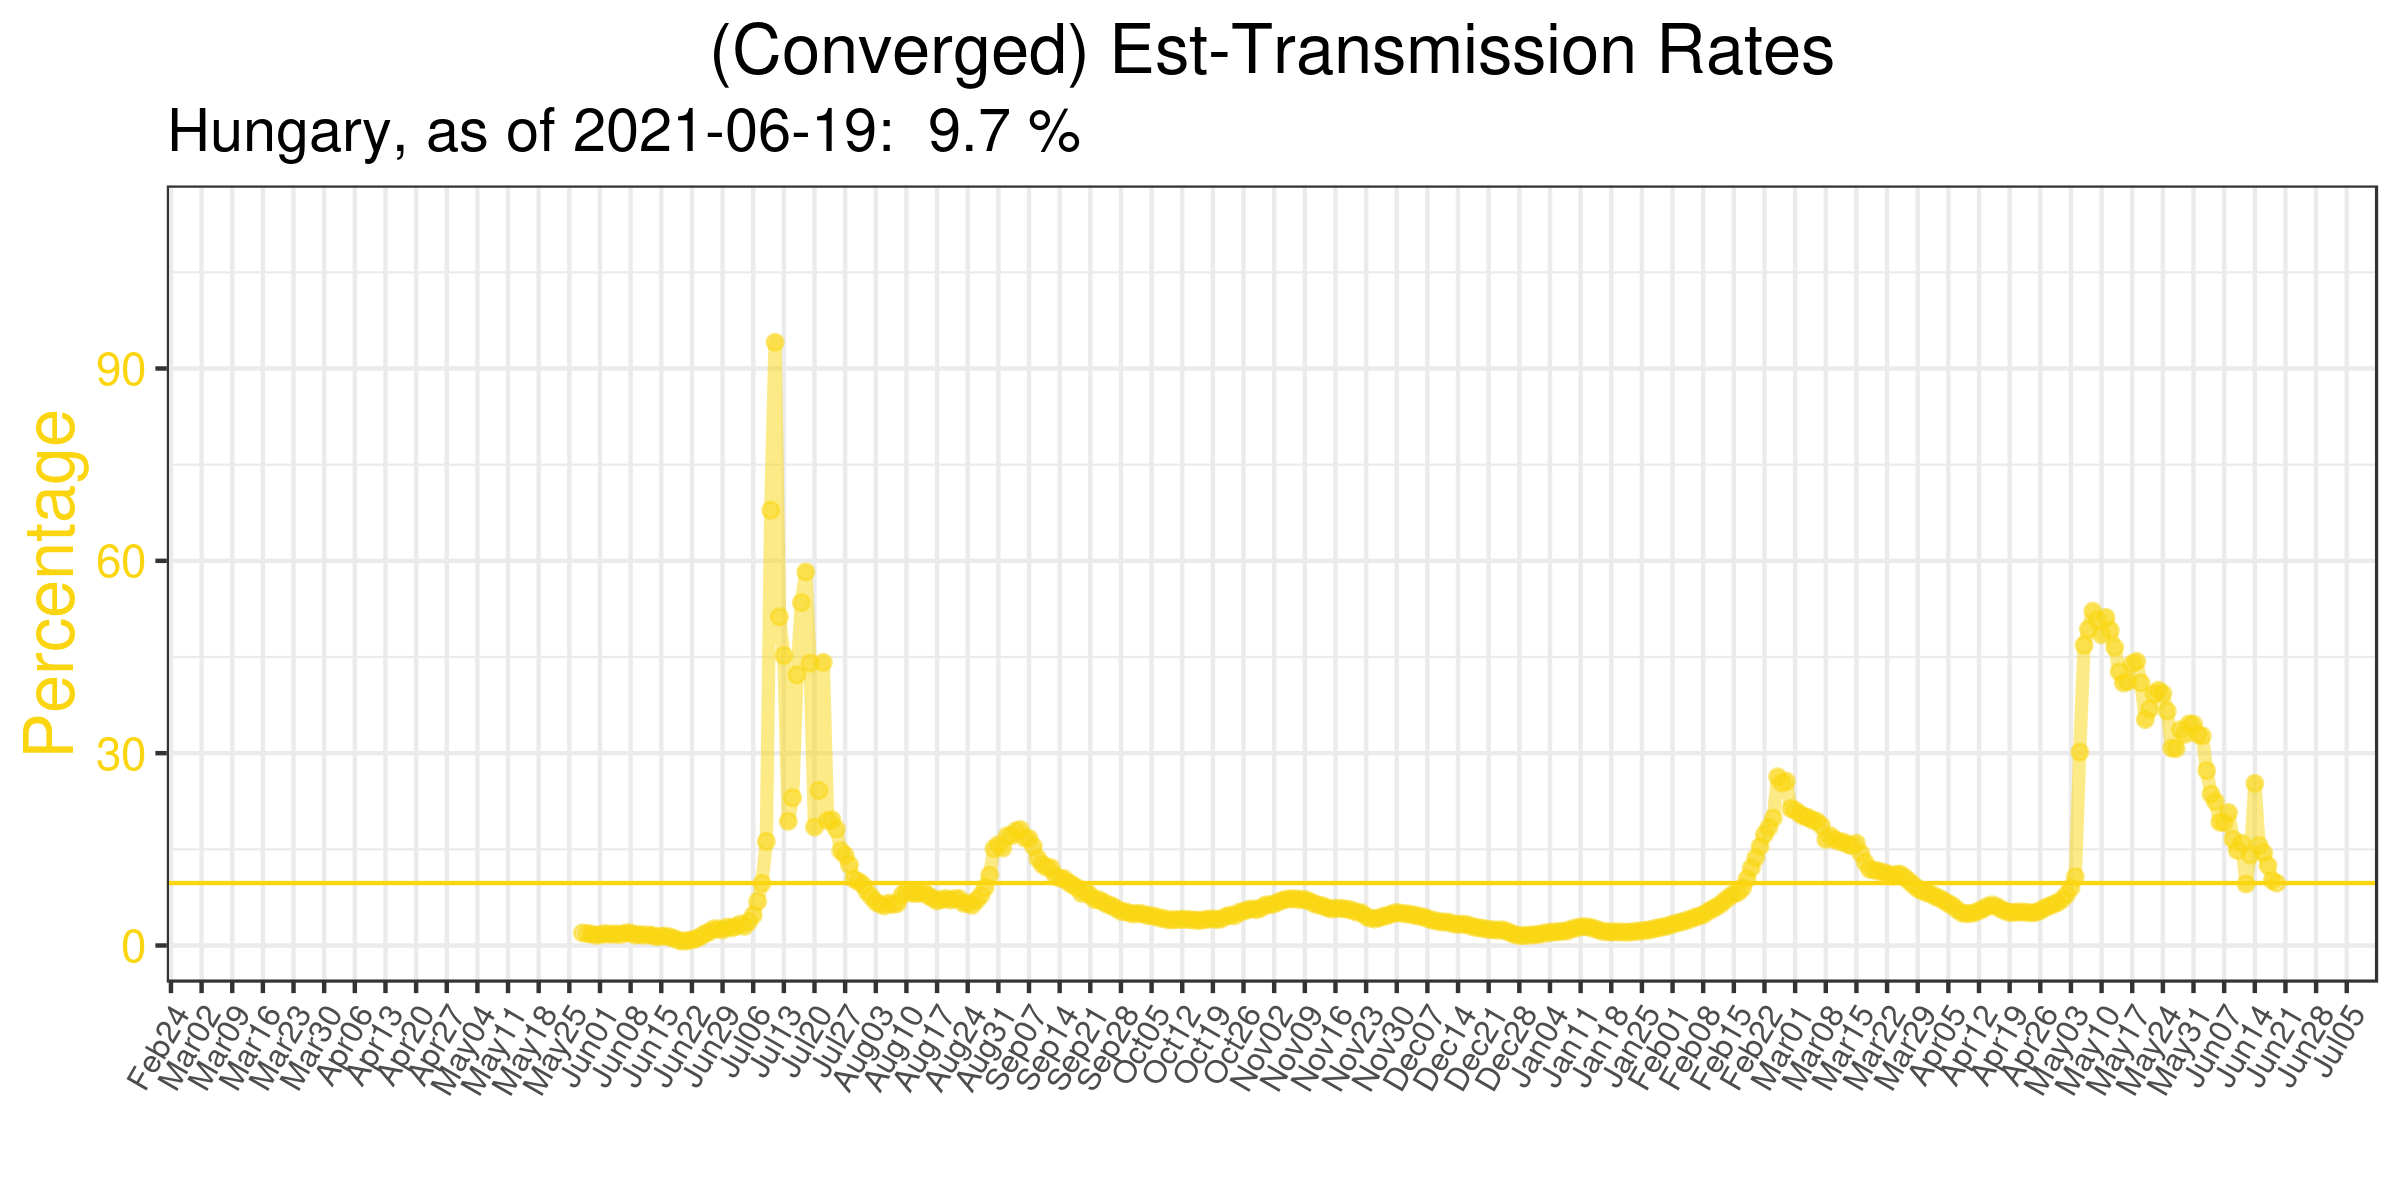 (Converged) Est-Transmission Rates
Hungary, as of 2021-06-19:  9.7 %
Percentage
90
60
30
0
Feb24
Mar02
Mar09
Mar16
Mar23
Mar30
Apr06
Apr13
Apr20
Apr27
May04
May11
May18
May25
Jun01
Jun08
Jun15
Jun22
Jun29
Jul06
Jul13
Jul20
Jul27
Aug03
Aug10
Aug17
Aug24
Aug31
Sep07
Sep14
Sep21
Sep28
Oct05
Oct12
Oct19
Oct26
Nov02
Nov09
Nov16
Nov23
Nov30
Dec07
Dec14
Dec21
Dec28
Jan04
Jan11
Jan18
Jan25
Feb01
Feb08
Feb15
Feb22
Mar01
Mar08
Mar15
Mar22
Mar29
Apr05
Apr12
Apr19
Apr26
May03
May10
May17
May24
May31
Jun07
Jun14
Jun21
Jun28
Jul05